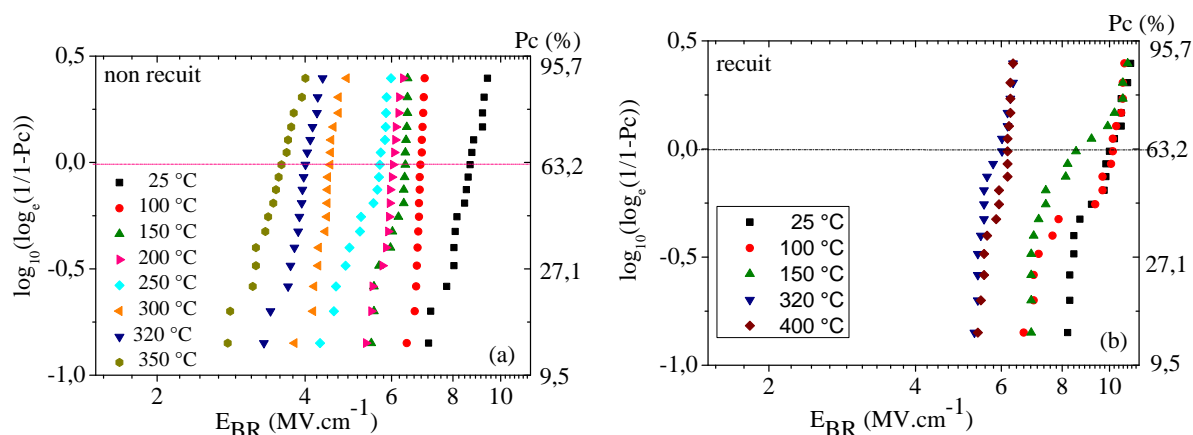 Pc (%)
0,5
95,7
non recuit
0,0
63,2
25 °C
100 °C
150 °C
200 °C
250 °C
300 °C
320 °C
350 °C
-0,5
27,1
-1,0
9,5
(a)
log10(loge(1/1-Pc))
2
4
6
8
10
EBR (MV.cm-1)
Pc (%)
0,5
95,7
recuit
0,0
63,2
25 °C
100 °C
150 °C
320 °C
400 °C
-0,5
27,1
-1,0
9,5
(b)
log10(loge(1/1-Pc))
2
4
6
8
10
EBR (MV.cm-1)